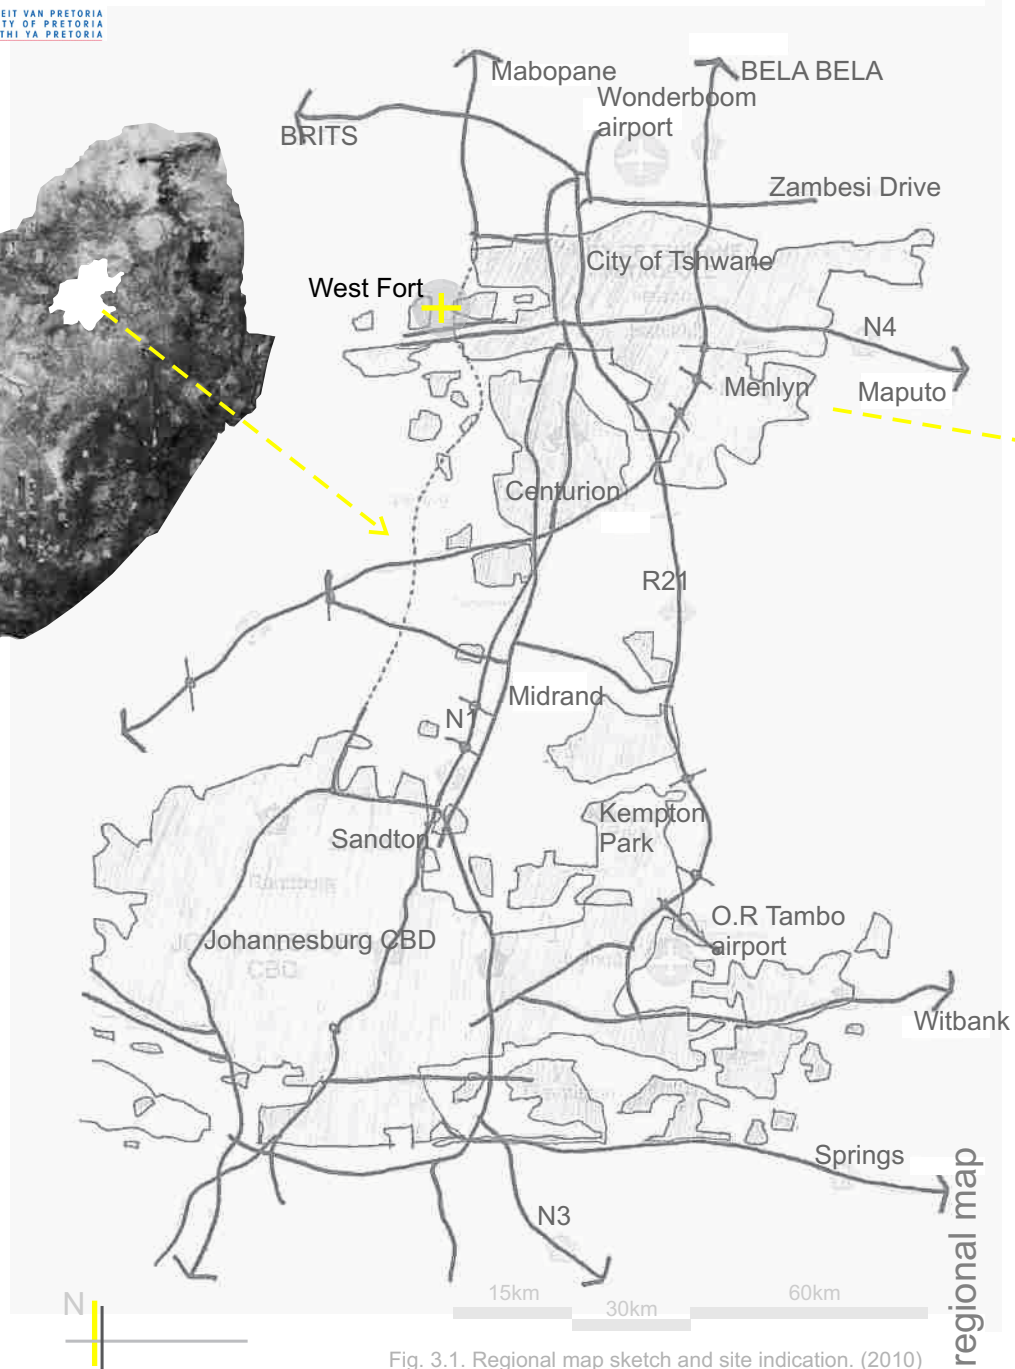 EIT VAN PRETORIA
TY OF PRETORIA
THI YA PRETORIA
Mabopane
BELA BELA
Wonderboom
airport
BRITS
Zambesi Drive
City of Tshwane
West Fort
N4
Menlyn
Maputo
Centurion
R21
Midrand
N1
Kempton
Park
Sandton
O.R Tambo
airport
Johannesburg CBD
CBD
Witbank
Springs
N3
regional map
15km
30km
60km
N
Fig. 3.1. Regional map sketch and site indication. (2010)